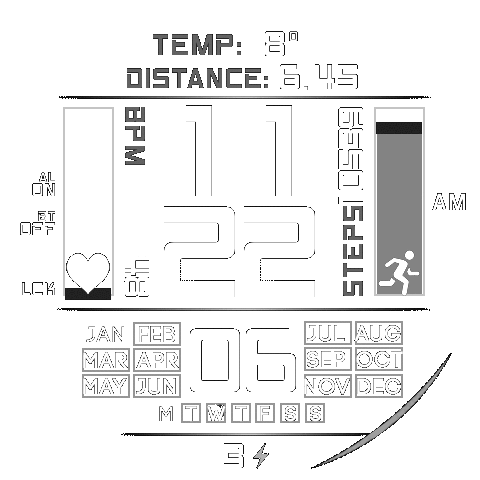 TEMP: 8°
DISTANCE: 6.45
BPM
11
22
STEPS
AL
ON
BT
OFF
LCK
AM
JAN FEB
MAR APR
MAY JUN
06
JUL AUG
SEP OCT
NOV DEC
M T W T F S S
3